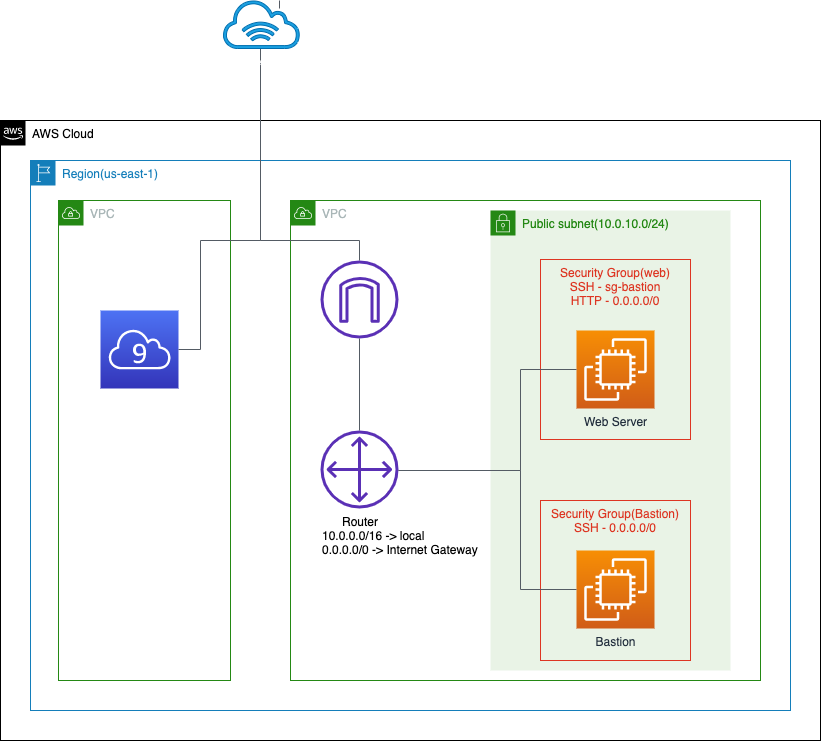 aws
AWS Cloud
Region(us-east-1)
VPC
9
VPC
Public subnet(10.0.10.0/24)
Security Group(web)
SSH - sg-bastion
HTTP - 0.0.0.0/0
Web Server
Router
10.0.0.0/16 -> local
0.0.0.0/0 -> Internet Gateway
Security Group(Bastion)
SSH - 0.0.0.0/0
Bastion